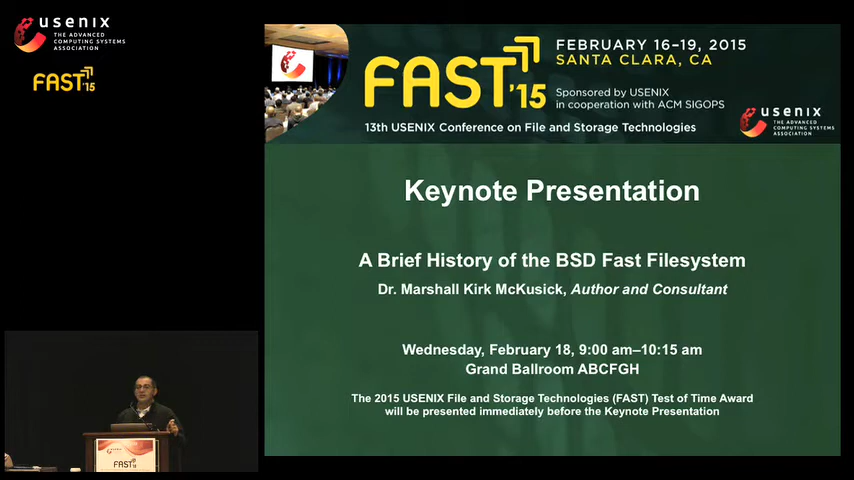 usenix
THE ADVANCED
COMPUTING SYSTEMS
ASSOCIATION
FAST'15
FAST'15
FEBRUARY 16–19, 2015
SANTA CLARA, CA
Sponsored by USENIX
in cooperation with ACM SIGOPS
13th USENIX Conference on File and Storage Technologies
usenix
THE ADVANCED
COMPUTING SYSTEMS
ASSOCIATION
Keynote Presentation
A Brief History of the BSD Fast Filesystem
Dr. Marshall Kirk McKusick, Author and Consultant
Wednesday, February 18, 9:00 am–10:15 am
Grand Ballroom ABCFGH
The 2015 USENIX File and Storage Technologies (FAST) Test of Time Award
will be presented immediately before the Keynote Presentation
FAST